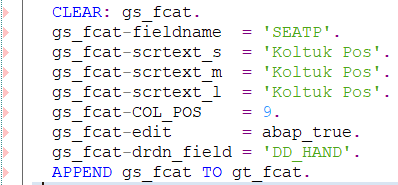 CLEAR: gs_fcat.
gs_fcat-fieldname  = 'SEATP'.
gs_fcat-scrtext_s  = 'Koltuk Pos'.
gs_fcat-scrtext_m  = 'Koltuk Pos'.
gs_fcat-scrtext_l  = 'Koltuk Pos'.
gs_fcat-COL_POS    = 9.
gs_fcat-edit       = abap_true.
gs_fcat-drdn_field = 'DD_HAND'.
APPEND gs_fcat TO gt_fcat.